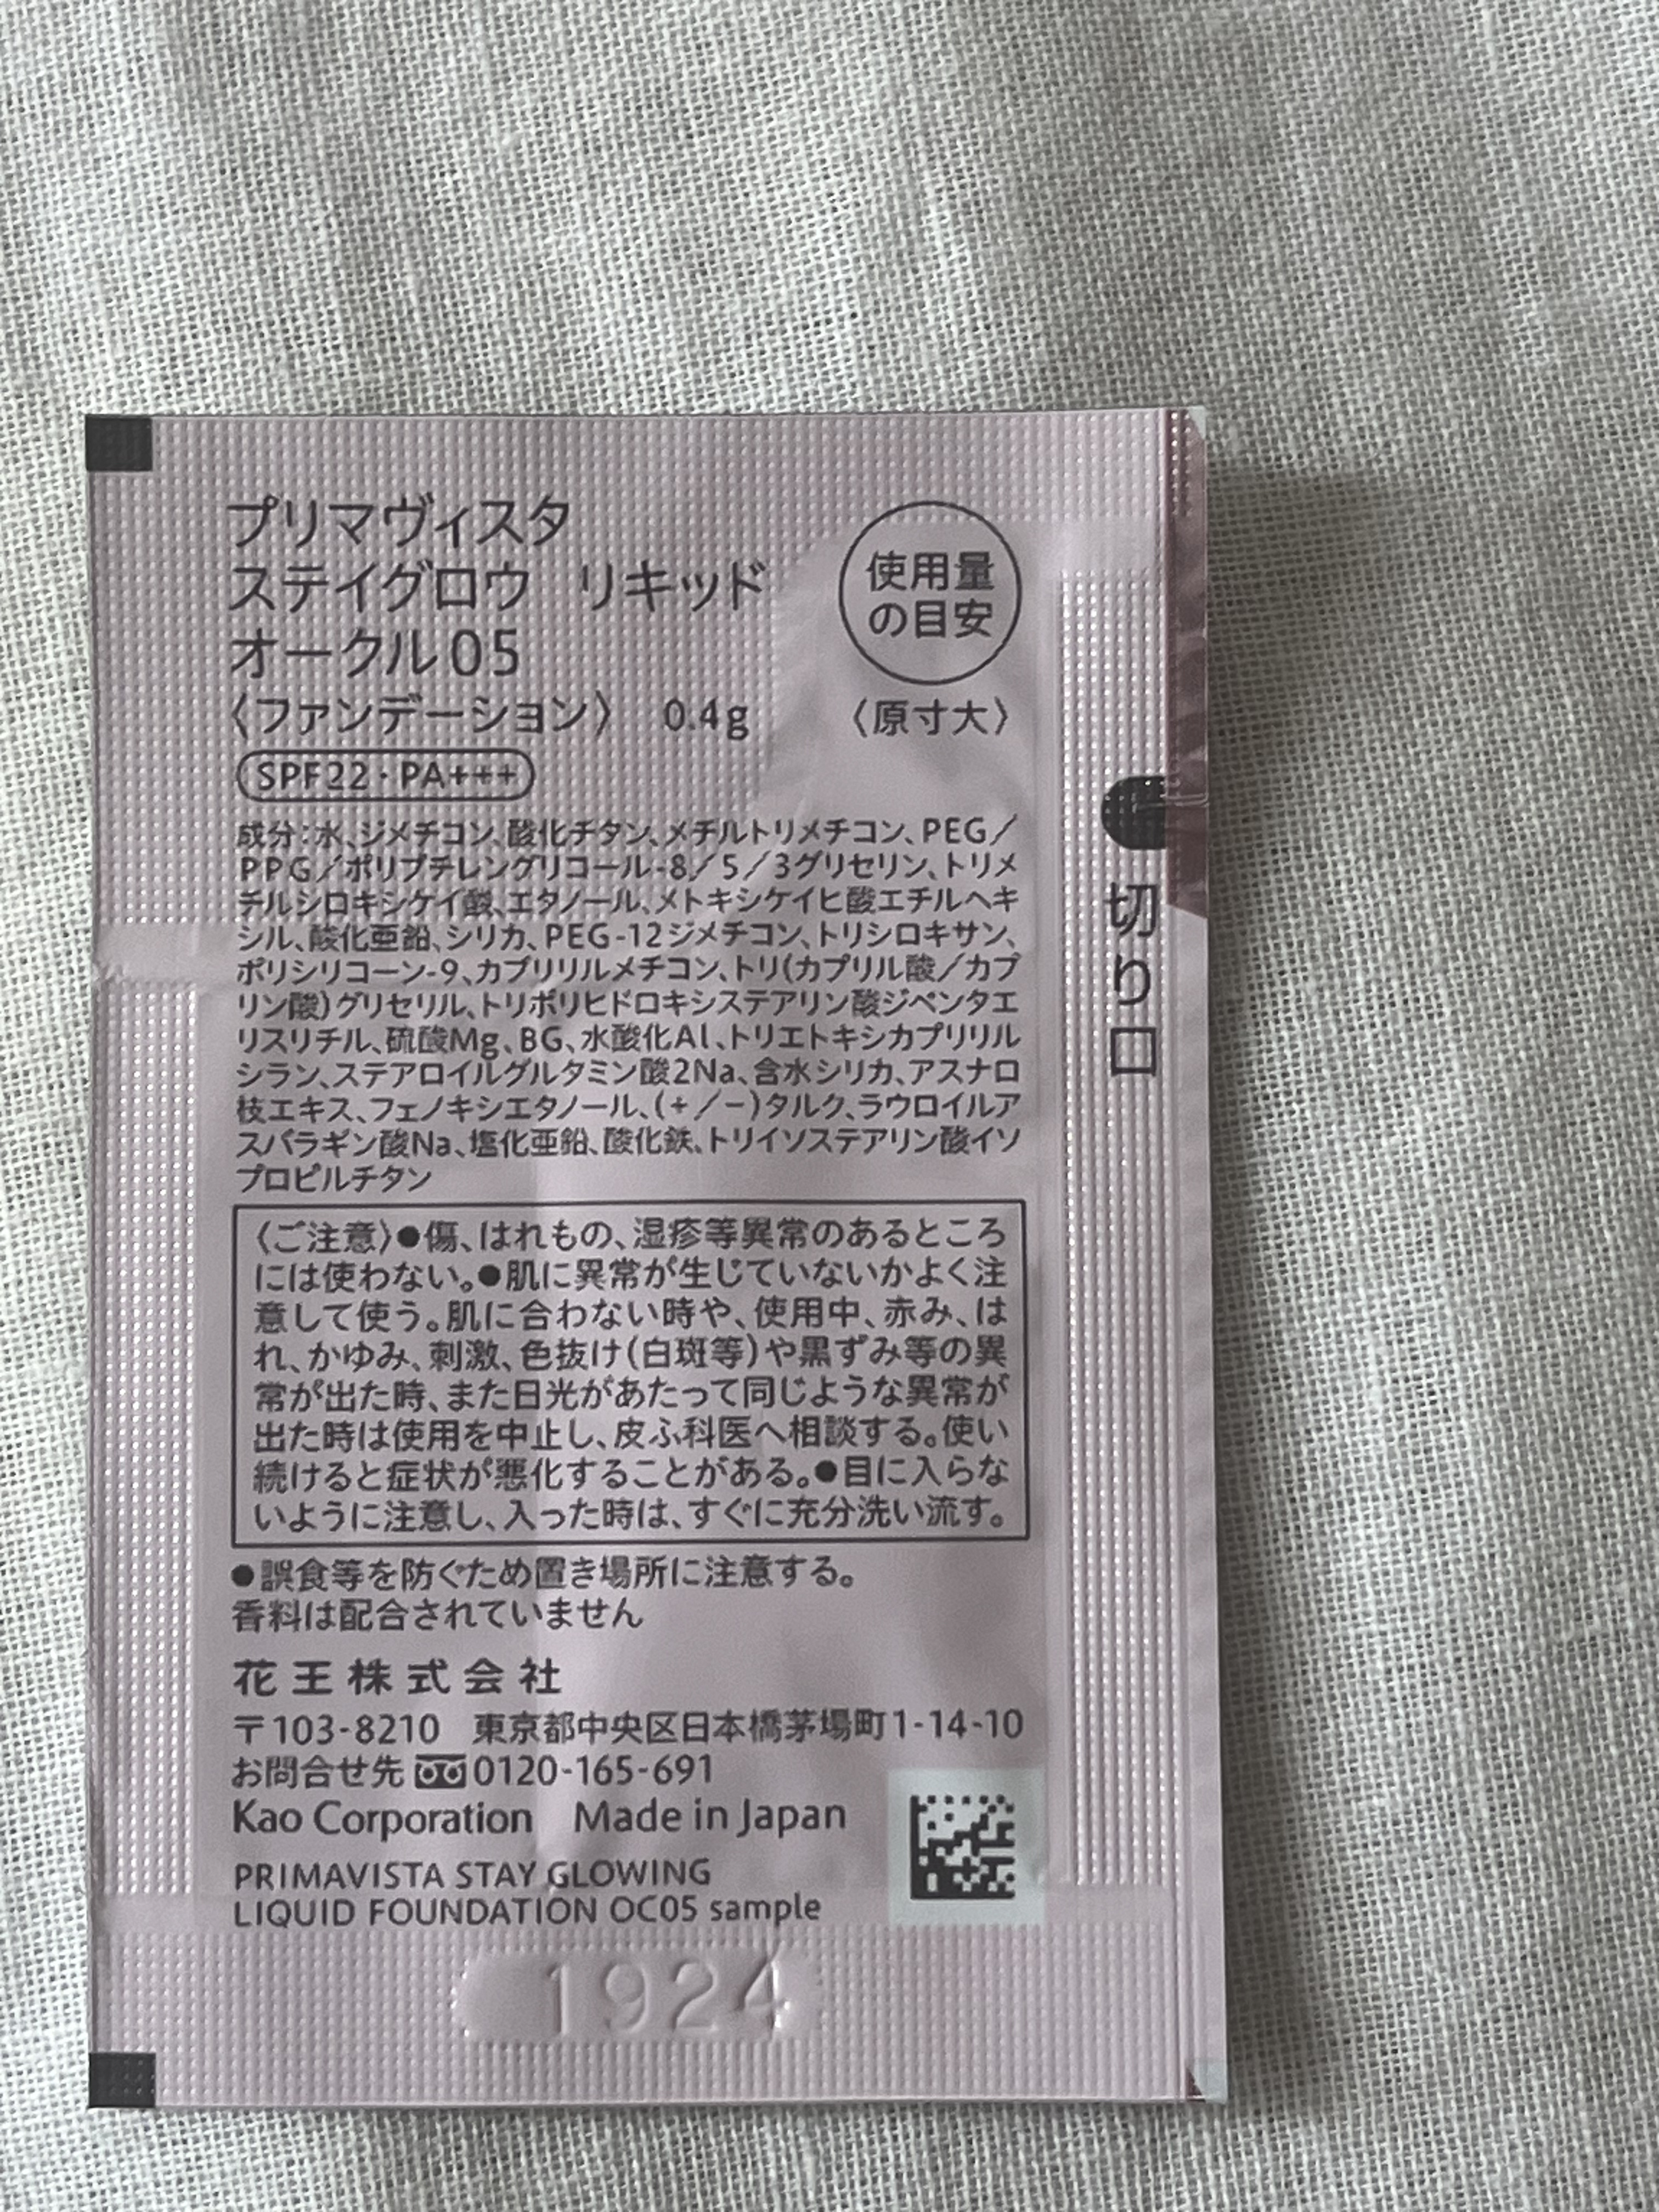 プリマヴィスタ
ステイグロウ リキッド
オークル05
〈ファンデーション〉 0.4g
SPF22・PA+++
使用量
の目安
〈原寸大〉
成分：水、ジメチコン、酸化チタン、メチルトリメチコン、PEG／
PPG／ポリブチレングリコール-8／5／3グリセリン、トリメ
チルシロキシケイ酸、エタノール、メトキシケイヒ酸エチルヘキ
シル、酸化亜鉛、シリカ、PEG-12ジメチコン、トリシロキサン、
ポリシリコーン-9、カプリリルメチコン、トリ(カプリル酸／カプ
リン酸)グリセリル、トリポリヒドロキシステアリン酸ジペンタエ
リスリチル、硫酸Mg、BG、水酸化Al、トリエトキシカプリリル
シラン、ステアロイルグルタミン酸2Na、含水シリカ、アスナロ
枝エキス、フェノキシエタノール、(+／−)タルク、ラウロイルア
スパラギン酸Na、塩化亜鉛、酸化鉄、トリイソステアリン酸イソ
プロピルチタン
〈ご注意〉●傷、はれもの、湿疹等異常のあるところ
には使わない。●肌に異常が生じていないかよく注
意して使う。肌に合わない時や、使用中、赤み、は
れ、かゆみ、刺激、色抜け(白斑等)や黒ずみ等の異
常が出た時、また日光があたって同じような異常が
出た時は使用を中止し、皮ふ科医へ相談する。使い
続けると症状が悪化することがある。●目に入らな
いように注意し、入った時は、すぐに充分洗い流す。
●誤食等を防ぐため置き場所に注意する。
香料は配合されていません
花王株式会社
〒103-8210 東京都中央区日本橋茅場町1-14-10
お問合せ先 0120-165-691
Kao Corporation Made in Japan
PRIMAVISTA STAY GLOWING
LIQUID FOUNDATION OC05 sample
1924
切り口